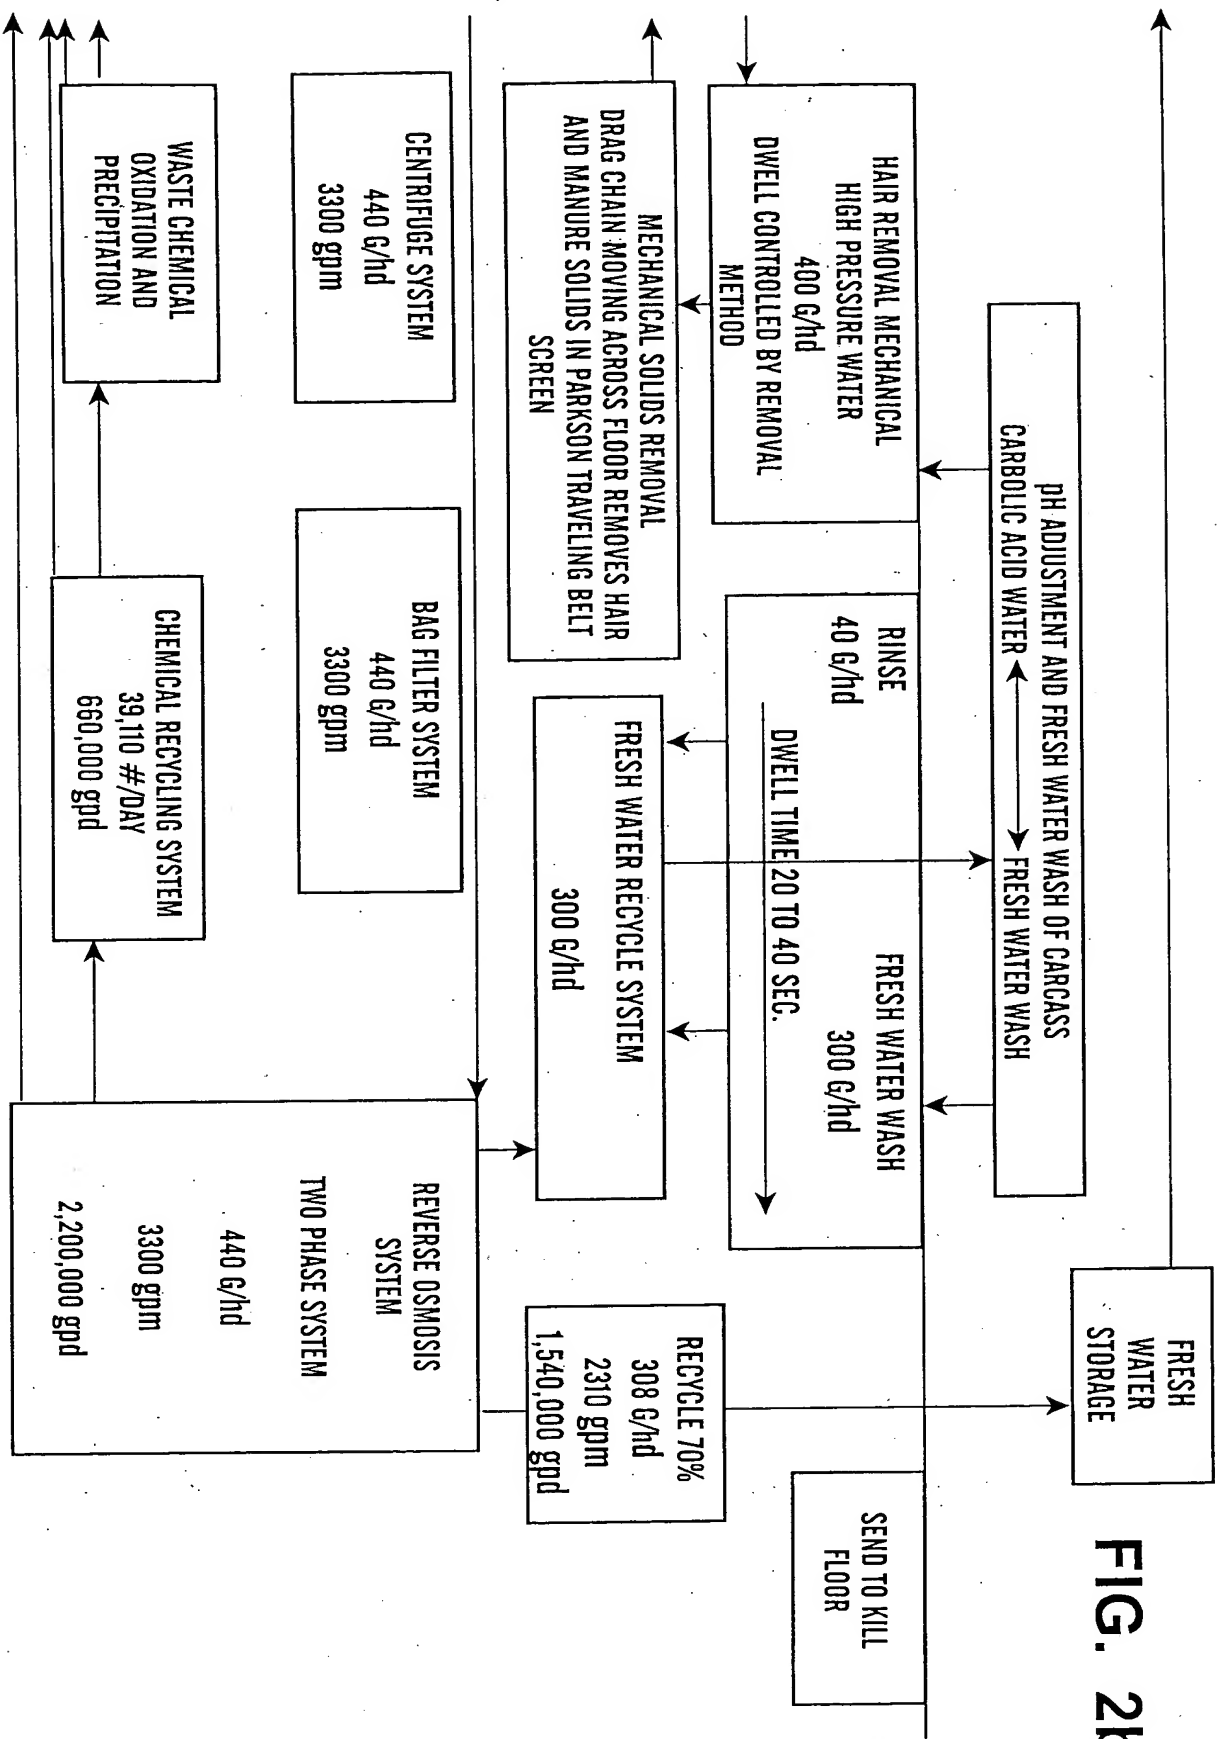 FRESH
WATER
STORAGE
FIG. 2b
pH ADJUSTMENT AND FRESH WATER WASH OF CARCASS
CARBOLIC ACID WATER FRESH WATER WASH
HAIR REMOVAL MECHANICAL
HIGH PRESSURE WATER
400 G/hd
DWELL CONTROLLED BY REMOVAL
METHOD
RINSE
40 G/hd
FRESH WATER WASH
300 G/hd
DWELL TIME 20 TO 40 SEC.
SEND TO KILL
FLOOR
MECHANICAL SOLIDS REMOVAL
DRAG CHAIN MOVING ACROSS FLOOR REMOVES HAIR
AND MANURE SOLIDS IN PARKSON TRAVELING BELT
SCREEN
FRESH WATER RECYCLE SYSTEM
300 G/hd
RECYCLE 70%
308 G/hd
2310 gpm
1,540,000 gpd
CENTRIFUGE SYSTEM
440 G/hd
3300 gpm
BAG FILTER SYSTEM
440 G/hd
3300 gpm
REVERSE OSMOSIS
SYSTEM
TWO PHASE SYSTEM
440 G/hd
3300 gpm
2,200,000 gpd
WASTE CHEMICAL
OXIDATION AND
PRECIPITATION
CHEMICAL RECYCLING SYSTEM
39,110 #/DAY
660,000 gpd